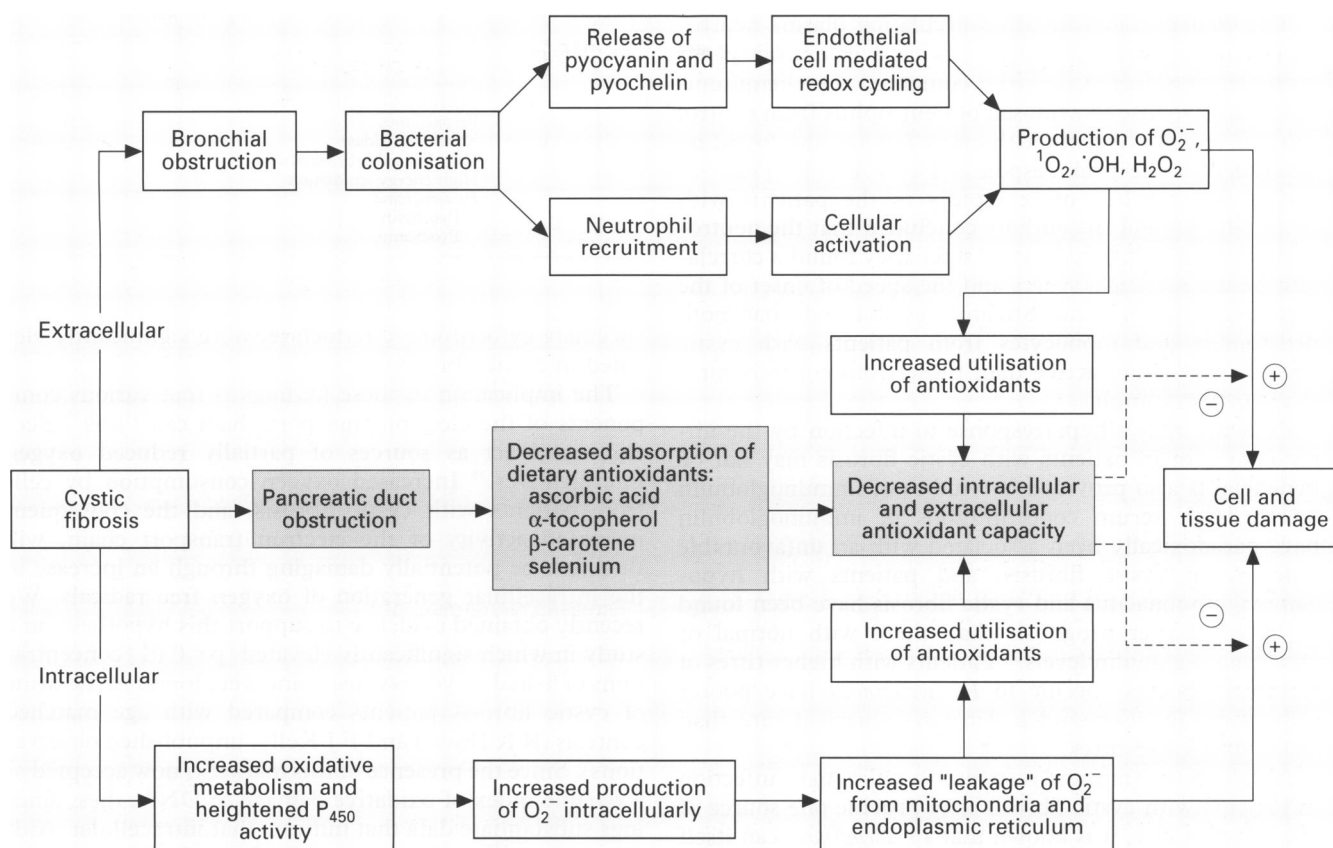 Release of
pyocyanin and
pyochelin
Endothelial
cell mediated
redox cycling
Bronchial
obstruction
Bacterial
colonisation
Production of O₂˙⁻,
¹O₂, ˙OH, H₂O₂
Neutrophil
recruitment
Cellular
activation
Extracellular
Increased utilisation
of antioxidants
+
−
Cystic
fibrosis
Pancreatic duct
obstruction
Decreased absorption of
dietary antioxidants:
ascorbic acid
α-tocopherol
β-carotene
selenium
Decreased intracellular
and extracellular
antioxidant capacity
Cell and
tissue damage
Increased utilisation
of antioxidants
−
+
Intracellular
Increased oxidative
metabolism and
heightened P₄₅₀
activity
Increased production
of O₂˙⁻ intracellularly
Increased "leakage" of O₂˙⁻
from mitochondria and
endoplasmic reticulum